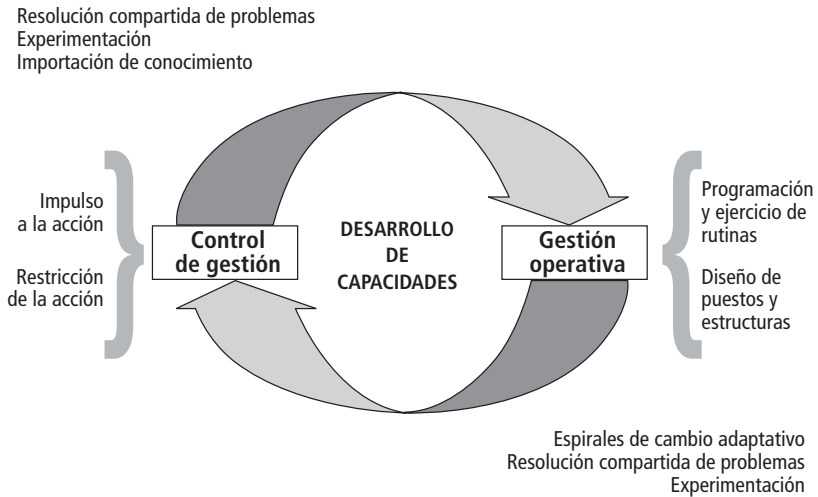 Resolución compartida de problemas
Experimentación
Importación de conocimiento
Impulso
a la acción
Restricción
de la acción
Control
de gestión
DESARROLLO
DE
CAPACIDADES
Gestión
operativa
Programación
y ejercicio de
rutinas
Diseño de
puestos y
estructuras
Espirales de cambio adaptativo
Resolución compartida de problemas
Experimentación